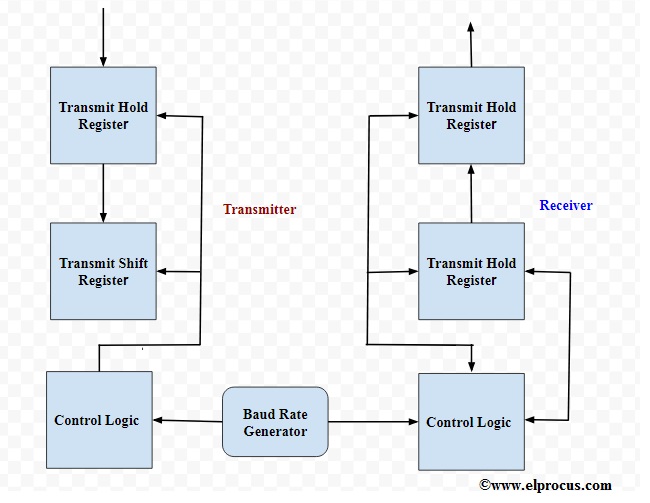 Transmit Hold
Register
Transmit Hold
Register
Transmitter
Receiver
Transmit Shift
Register
Transmit Hold
Register
Control Logic
Baud Rate
Generator
Control Logic
©www.elprocus.com